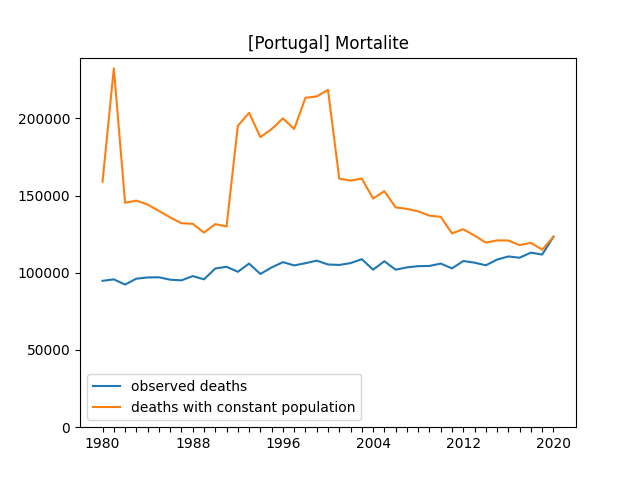 [Portugal] Mortalite
200000
150000
100000
50000
0
observed deaths
deaths with constant population
1980 1988 1996 2004 2012 2020